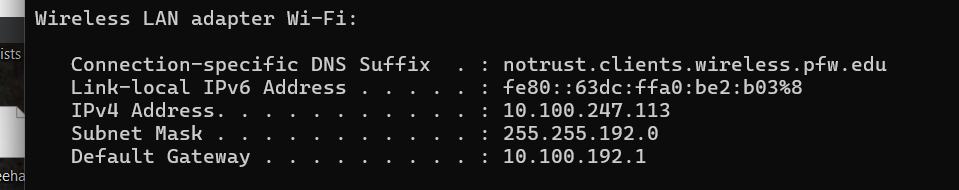 Wireless LAN adapter Wi-Fi:
ists
Connection-specific DNS Suffix  . : notrust.clients.wireless.pfw.edu
Link-local IPv6 Address . . . . . : fe80::63dc:ffa0:be2:b03%8
IPv4 Address. . . . . . . . . . . : 10.100.247.113
Subnet Mask . . . . . . . . . . . : 255.255.192.0
Default Gateway . . . . . . . . . : 10.100.192.1
eeha